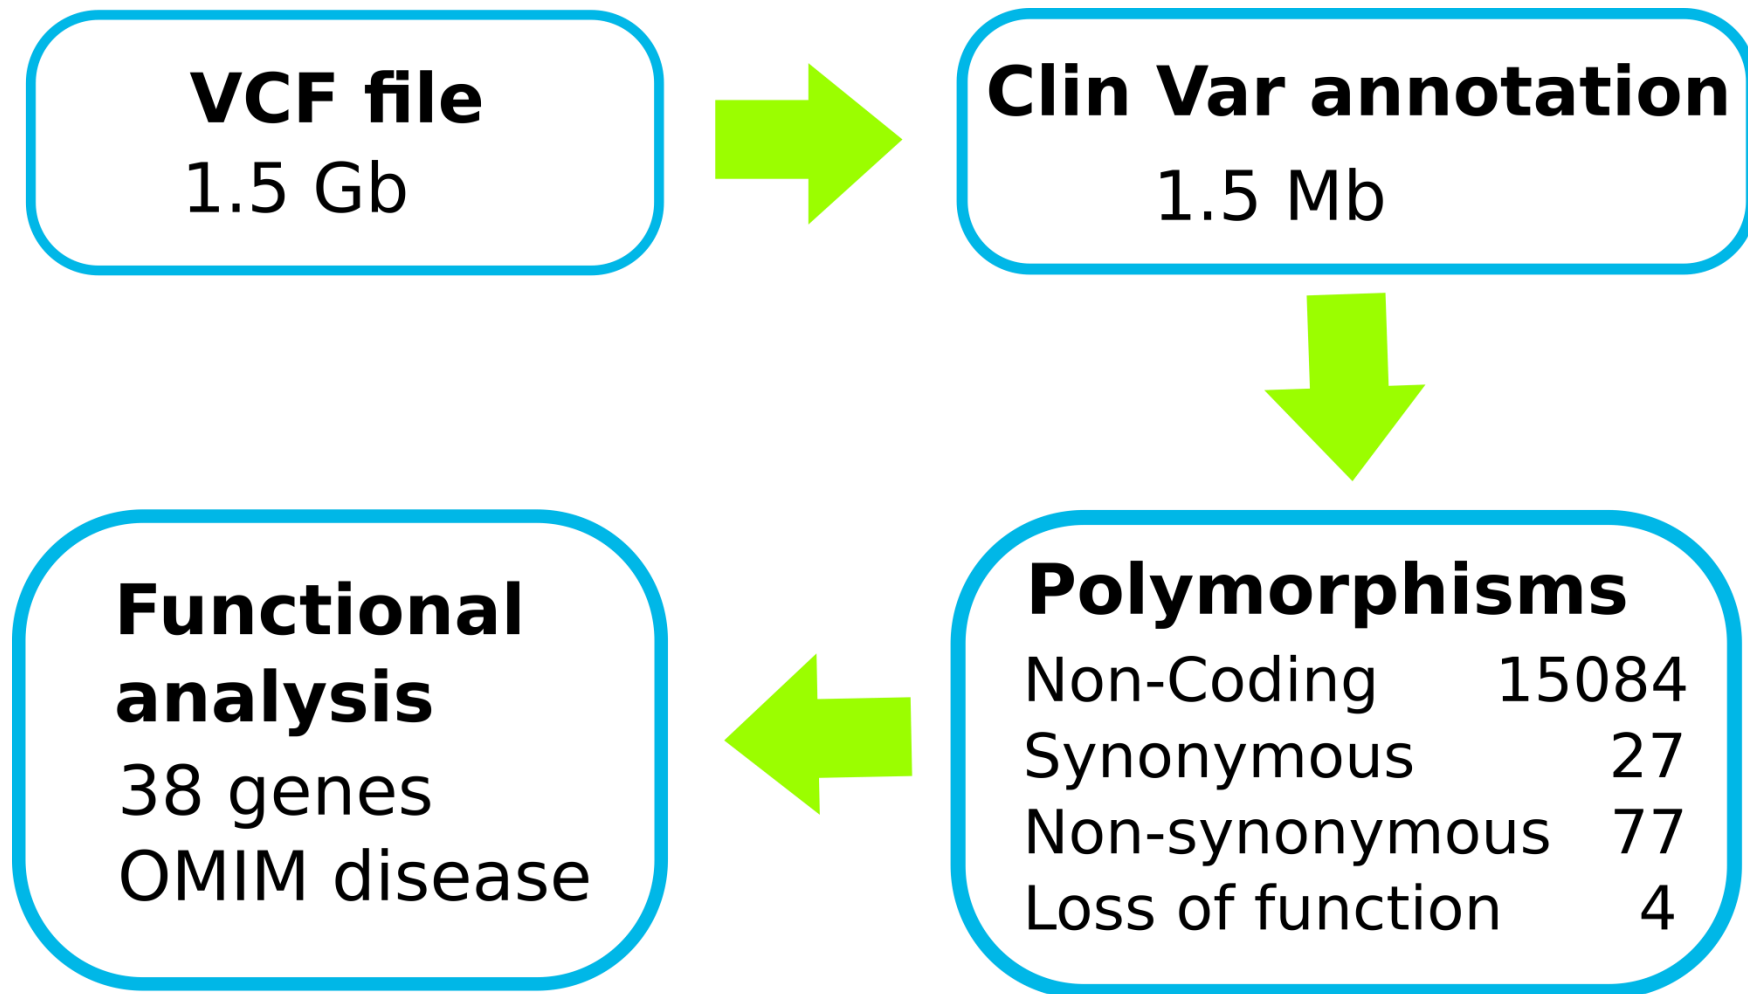 VCF file
1.5 Gb
Clin Var annotation
1.5 Mb
Polymorphisms
Non-Coding 15084
Synonymous 27
Non-synonymous 77
Loss of function 4
Functional
analysis
38 genes
OMIM disease